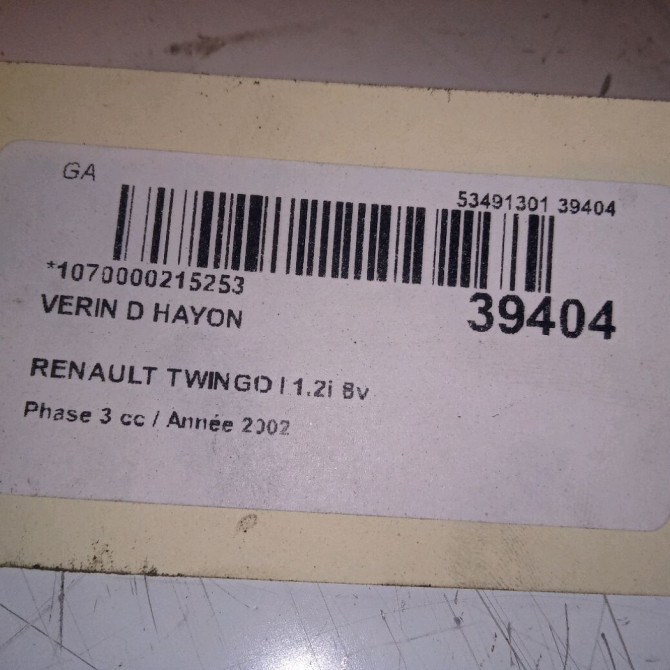 GA
53491301 39404
*1070000215253
39404
VERIN D HAYON
RENAULT TWINGO I 1.2i 8v
Phase 3 cc / Année 2002